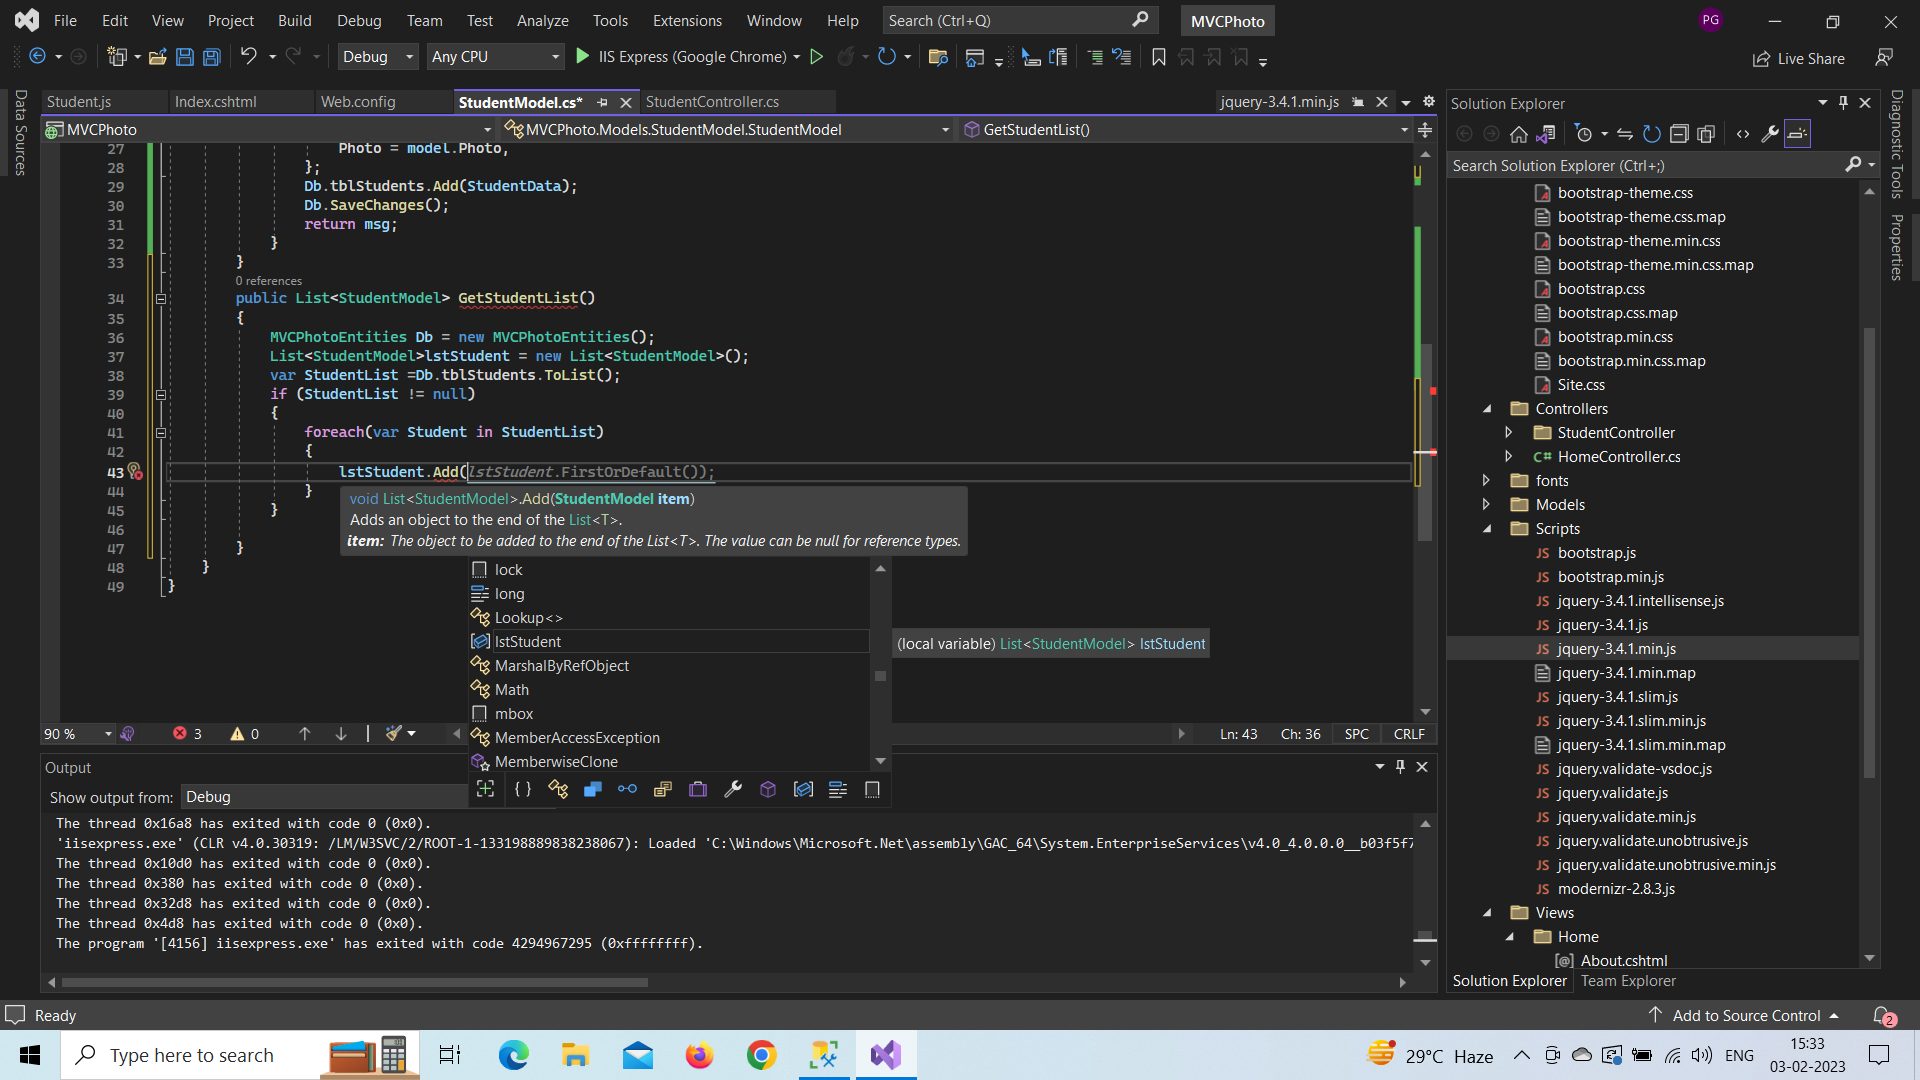 File Edit View Project Build Debug Team Test Analyze Tools Extensions Window Help Search (Ctrl+Q) MVCPhoto PG
Debug Any CPU IIS Express (Google Chrome) Live Share
Data Sources
Student.js Index.cshtml Web.config StudentModel.cs* StudentController.cs jquery-3.4.1.min.js
MVCPhoto MVCPhoto.Models.StudentModel.StudentModel GetStudentList()
27 Photo = model.Photo,
28 };
29 Db.tblStudents.Add(StudentData);
30 Db.SaveChanges();
31 return msg;
32 }
33 }
0 references
34 public List<StudentModel> GetStudentList()
35 {
36 MVCPhotoEntities Db = new MVCPhotoEntities();
37 List<StudentModel>lstStudent = new List<StudentModel>();
38 var StudentList =Db.tblStudents.ToList();
39 if (StudentList != null)
40 {
41 foreach(var Student in StudentList)
42 {
43 lstStudent.Add(lstStudent.FirstOrDefault());
44 }
45 }
46
47 }
48 }
49 }
void List<StudentModel>.Add(StudentModel item)
Adds an object to the end of the List<T>.
item: The object to be added to the end of the List<T>. The value can be null for reference types.
lock
long
Lookup<>
lstStudent
(local variable) List<StudentModel> lstStudent
MarshalByRefObject
Math
mbox
MemberAccessException
MemberwiseClone
90 % 3 0 Ln: 43 Ch: 36 SPC CRLF
Output
Show output from: Debug
The thread 0x16a8 has exited with code 0 (0x0).
'iisexpress.exe' (CLR v4.0.30319: /LM/W3SVC/2/ROOT-1-133198889838238067): Loaded 'C:\Windows\Microsoft.Net\assembly\GAC_64\System.EnterpriseServices\v4.0_4.0.0.0__b03f5f7
The thread 0x10d0 has exited with code 0 (0x0).
The thread 0x380 has exited with code 0 (0x0).
The thread 0x32d8 has exited with code 0 (0x0).
The thread 0x4d8 has exited with code 0 (0x0).
The program '[4156] iisexpress.exe' has exited with code 4294967295 (0xffffffff).
Solution Explorer
Search Solution Explorer (Ctrl+;)
bootstrap-theme.css
bootstrap-theme.css.map
bootstrap-theme.min.css
bootstrap-theme.min.css.map
bootstrap.css
bootstrap.css.map
bootstrap.min.css
bootstrap.min.css.map
Site.css
Controllers
StudentController
C# HomeController.cs
fonts
Models
Scripts
JS bootstrap.js
JS bootstrap.min.js
JS jquery-3.4.1.intellisense.js
JS jquery-3.4.1.js
JS jquery-3.4.1.min.js
jquery-3.4.1.min.map
JS jquery-3.4.1.slim.js
JS jquery-3.4.1.slim.min.js
jquery-3.4.1.slim.min.map
JS jquery.validate-vsdoc.js
JS jquery.validate.js
JS jquery.validate.min.js
JS jquery.validate.unobtrusive.js
JS jquery.validate.unobtrusive.min.js
JS modernizr-2.8.3.js
Views
Home
[@] About.cshtml
Solution Explorer Team Explorer
Diagnostic Tools
Properties
Ready Add to Source Control 2
Type here to search 29°C Haze ENG
15:33
03-02-2023